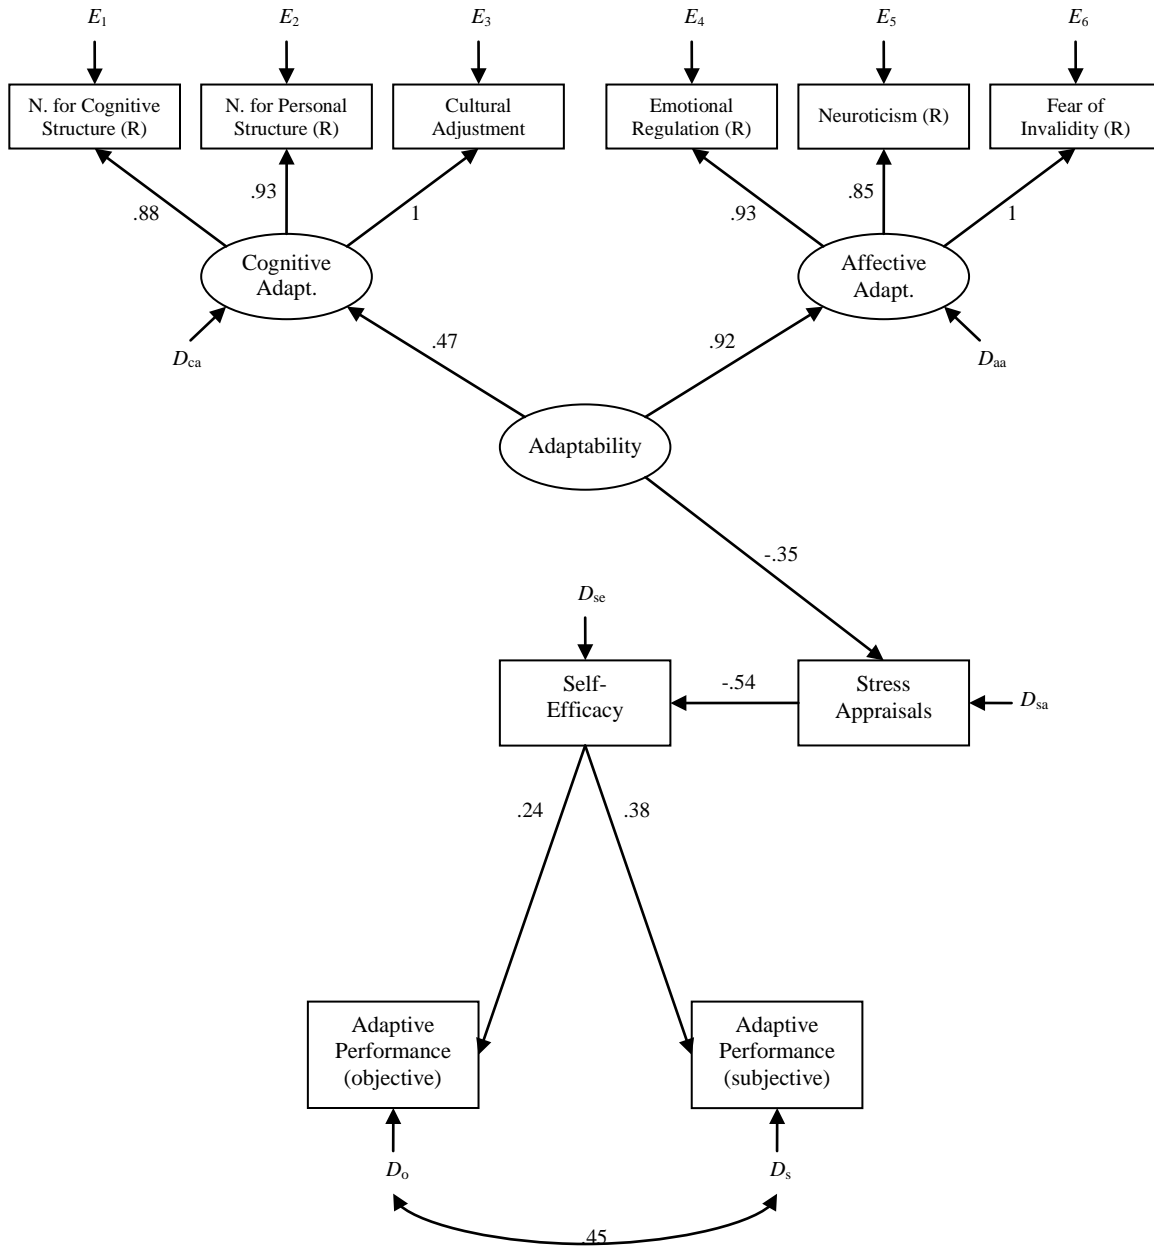 E1
E2
E3
E4
E5
E6
N. for Cognitive
Structure (R)
N. for Personal
Structure (R)
Cultural
Adjustment
Emotional
Regulation (R)
Neuroticism (R)
Fear of
Invalidity (R)
.88
.93
1
.93
.85
1
Cognitive
Adapt.
Affective
Adapt.
Dca
.47
.92
Daa
Adaptability
-.35
Dse
Self-
Efficacy
-.54
Stress
Appraisals
Dsa
.24
.38
Adaptive
Performance
(objective)
Adaptive
Performance
(subjective)
Do
Ds
.45